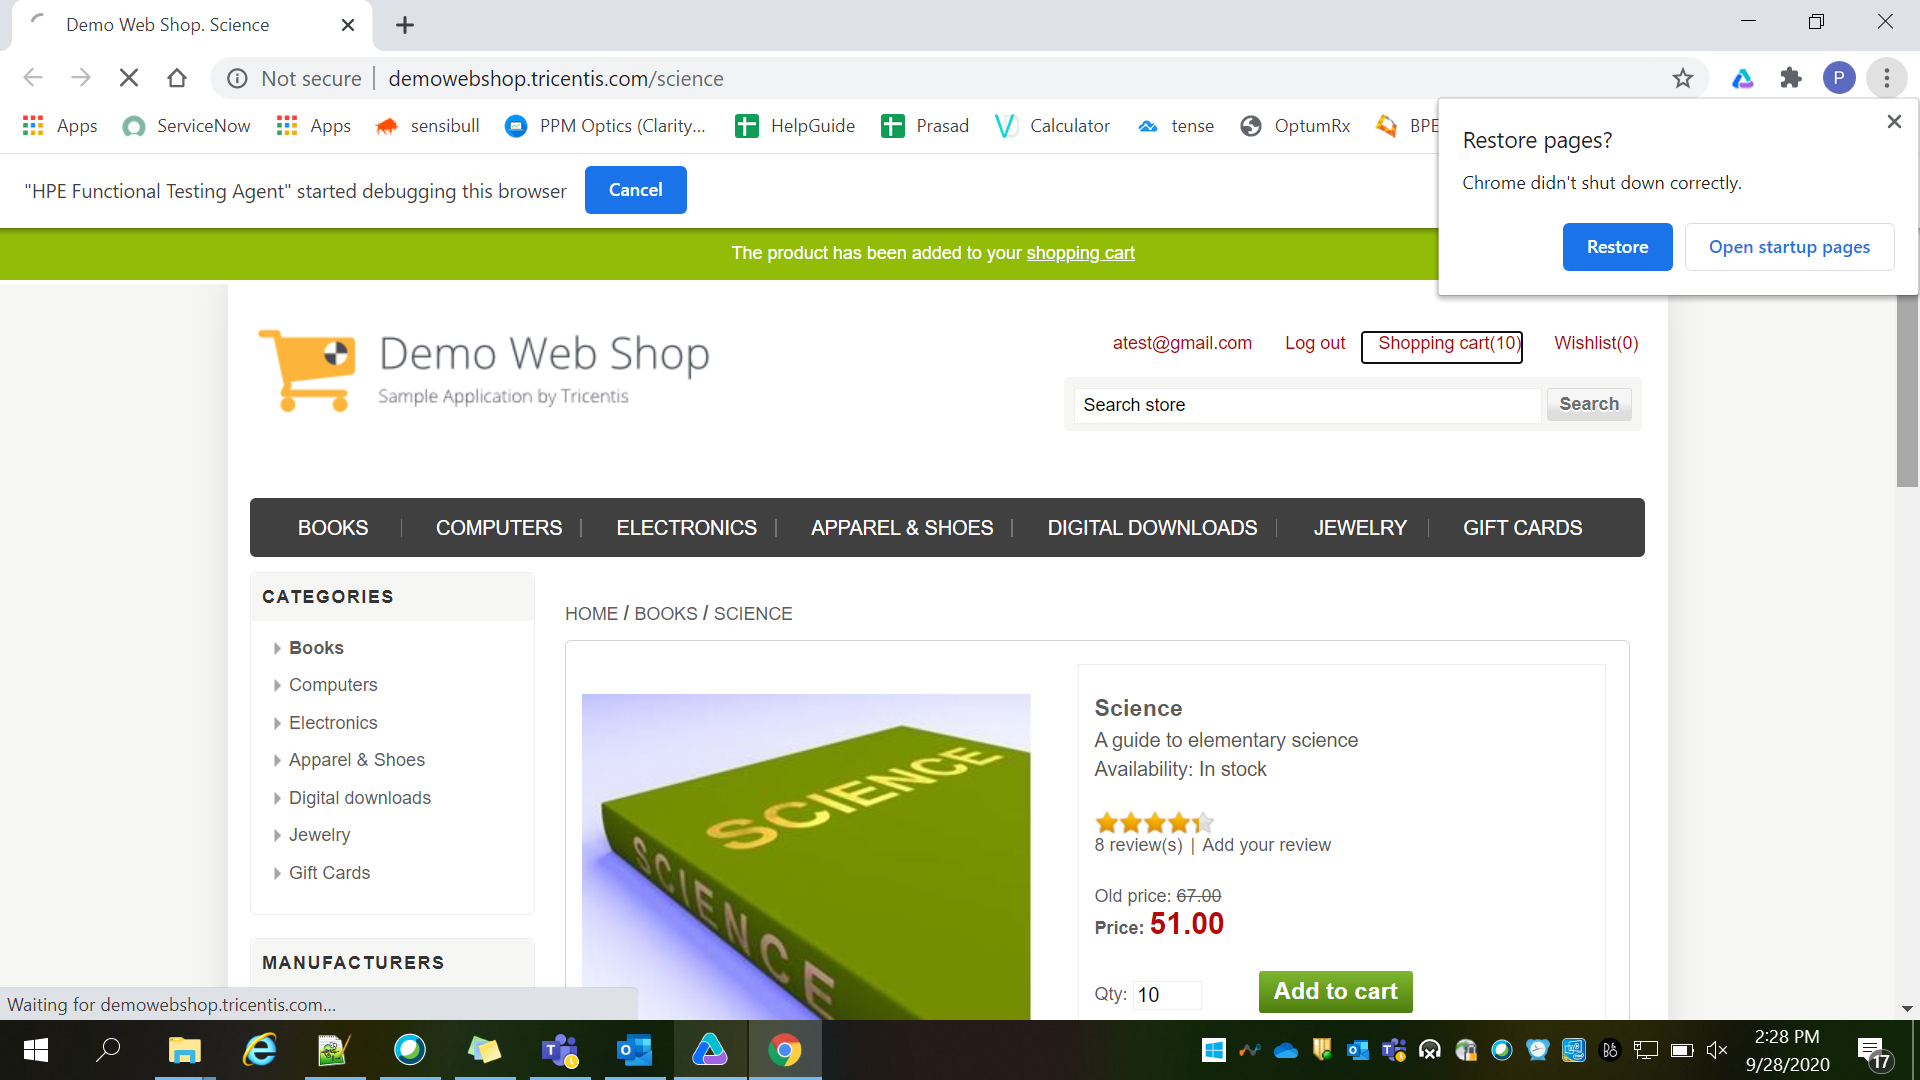 Demo Web Shop. Science
Not secure | demowebshop.tricentis.com/science
P
Apps ServiceNow Apps sensibull PPM Optics (Clarity... HelpGuide Prasad Calculator tense OptumRx BPE
Restore pages?
Chrome didn't shut down correctly.
Restore Open startup pages
"HPE Functional Testing Agent" started debugging this browser Cancel
The product has been added to your shopping cart
Demo Web Shop
Sample Application by Tricentis
atest@gmail.com Log out Shopping cart(10) Wishlist(0)
Search store Search
BOOKS COMPUTERS ELECTRONICS APPAREL & SHOES DIGITAL DOWNLOADS JEWELRY GIFT CARDS
CATEGORIES
Books
Computers
Electronics
Apparel & Shoes
Digital downloads
Jewelry
Gift Cards
MANUFACTURERS
HOME / BOOKS / SCIENCE
SCIENCE
SCIENCE
Science
A guide to elementary science
Availability: In stock
8 review(s) | Add your review
Old price: 67.00
Price: 51.00
Qty: 10 Add to cart
Waiting for demowebshop.tricentis.com...
2:28 PM
9/28/2020
17